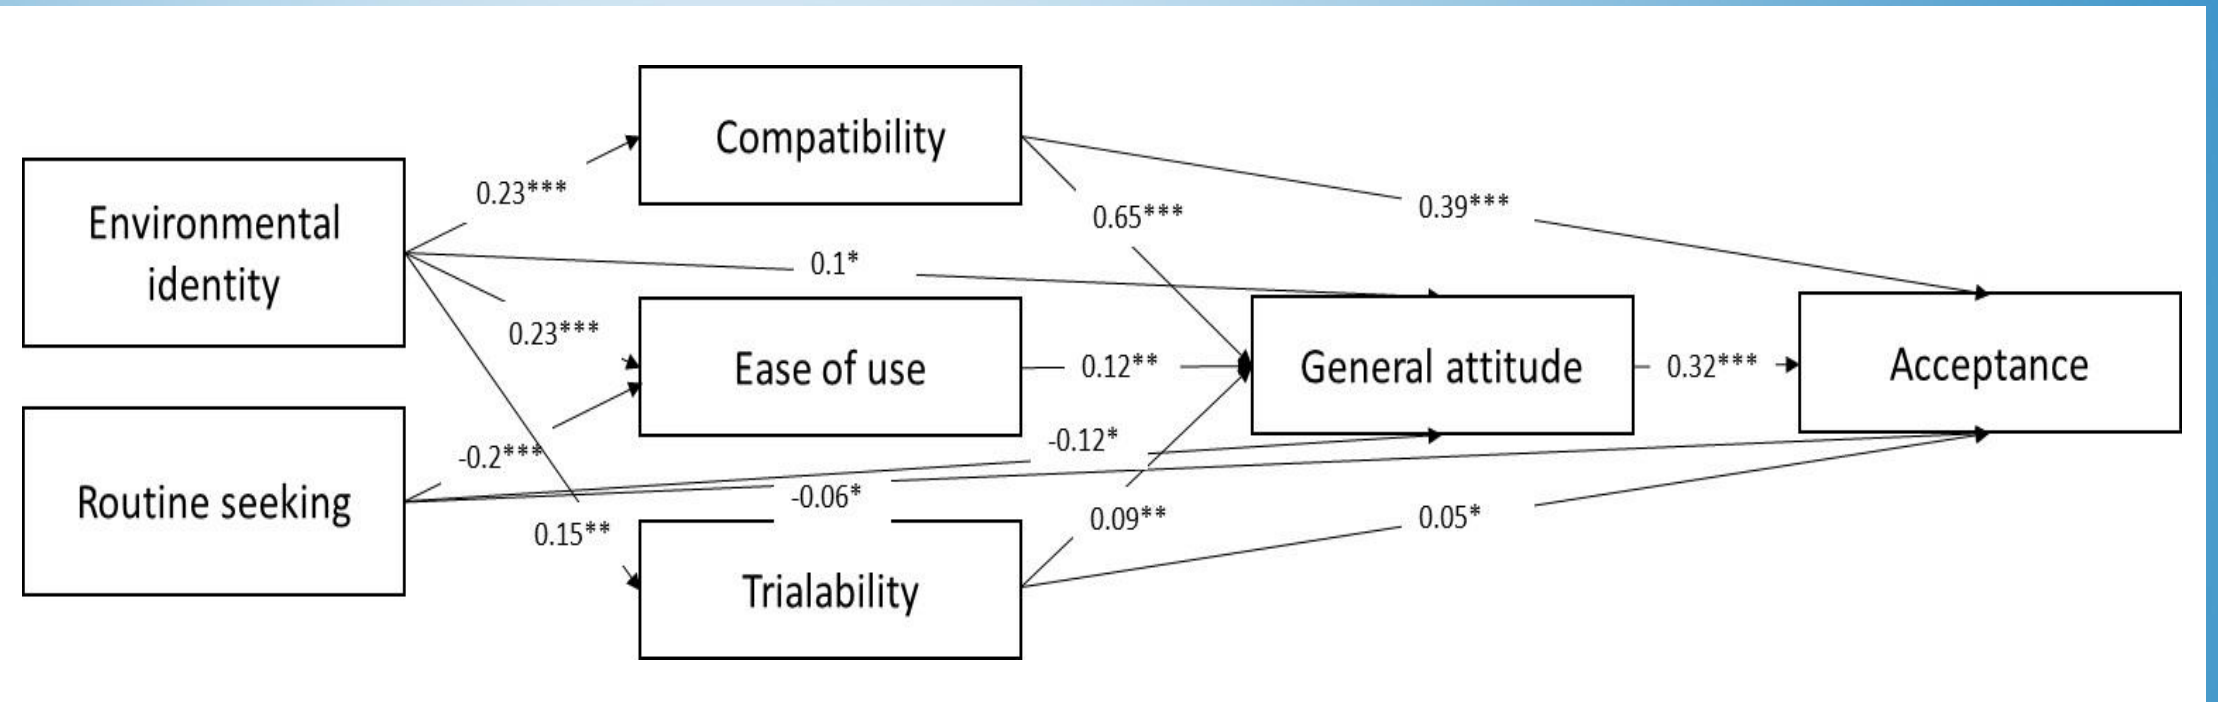 Compatibility
Environmental
identity
0.23***
0.39***
0.65***
0.1*
0.23***
Ease of use
0.12**
General attitude
0.32***
Acceptance
-0.12*
-0.2***
Routine seeking
-0.06*
0.15**
0.09**
0.05*
Trialability